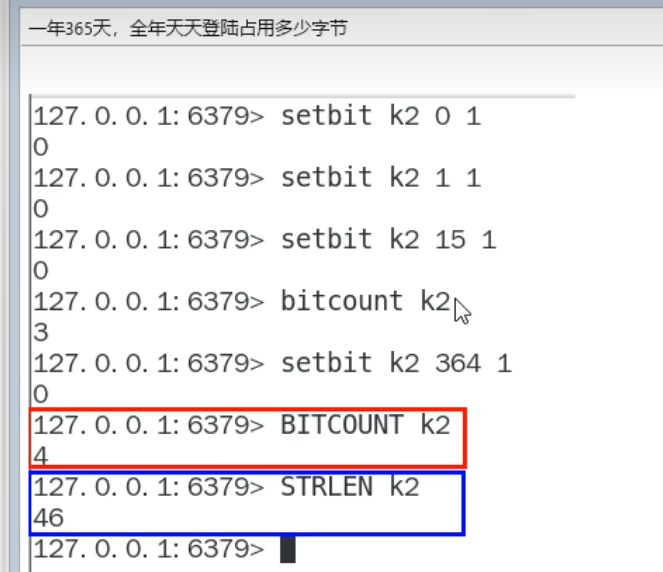 一年365天，全年天天登陆占用多少字节
127.0.0.1:6379> setbit k2 0 1
0
127.0.0.1:6379> setbit k2 1 1
0
127.0.0.1:6379> setbit k2 15 1
0
127.0.0.1:6379> bitcount k2
3
127.0.0.1:6379> setbit k2 364 1
0
127.0.0.1:6379> BITCOUNT k2
4
127.0.0.1:6379> STRLEN k2
46
127.0.0.1:6379>